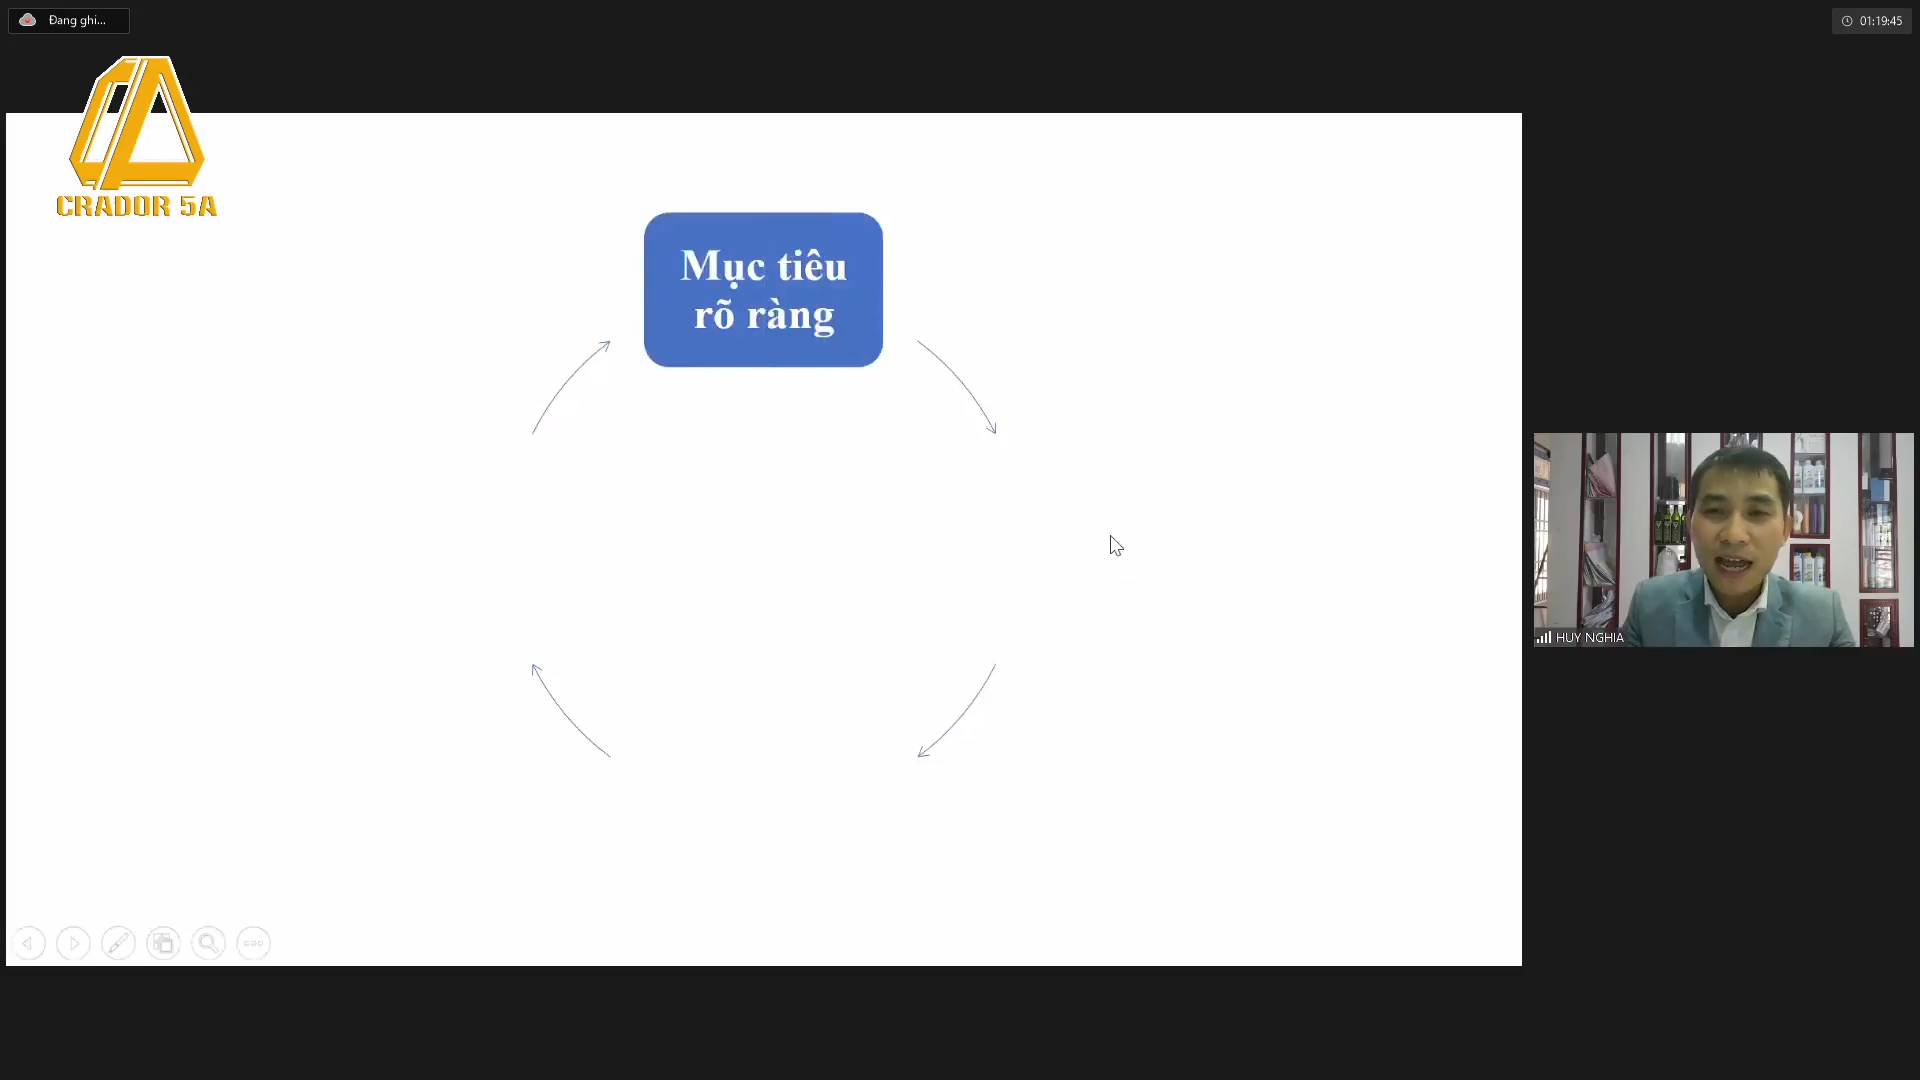 Đang ghi...
01:19:45
CRADOR 5A
Mục tiêu
rõ ràng
HUY NGHIA